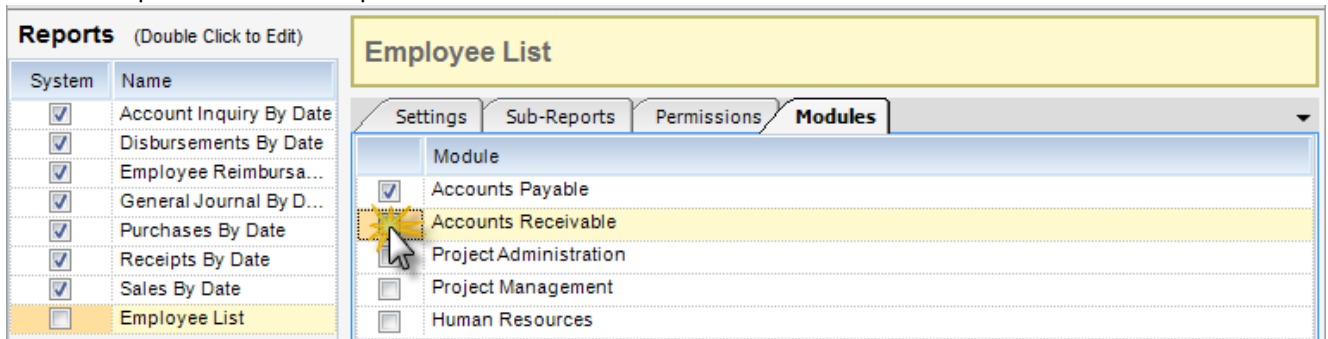 Reports (Double Click to Edit)
System Name
Account Inquiry By Date
Disbursements By Date
Employee Reimbursa...
General Journal By D...
Purchases By Date
Receipts By Date
Sales By Date
Employee List
Employee List
Settings Sub-Reports Permissions Modules
Module
Accounts Payable
Accounts Receivable
Project Administration
Project Management
Human Resources